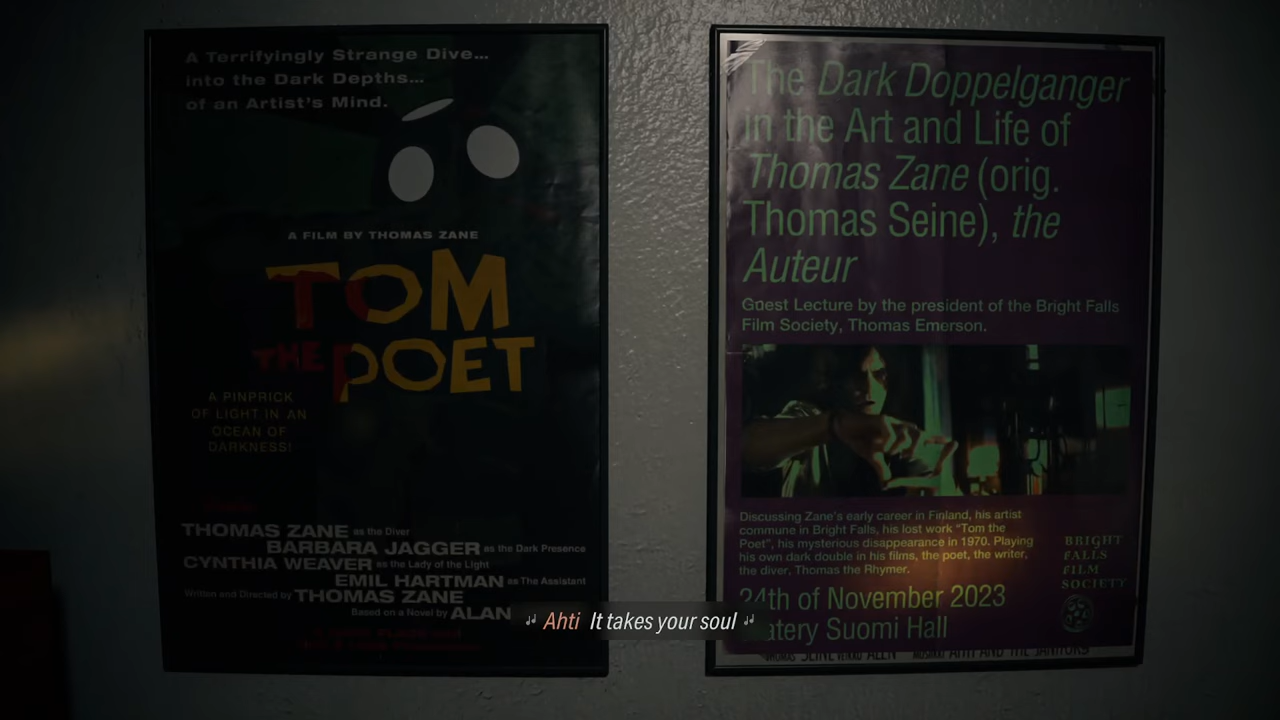 A Terrifyingly Strange Dive...
into the Dark Depths...
of an Artist's Mind.
A FILM BY THOMAS ZANE
TOM
THE POET
A PINPRICK
OF LIGHT IN AN
OCEAN OF
DARKNESS!
THOMAS ZANE as the Diver
BARBARA JAGGER as the Dark Presence
CYNTHIA WEAVER as the Lady of the Light
EMIL HARTMAN as The Assistant
Written and Directed by THOMAS ZANE
Based on a Novel by ALAN
The Dark Doppelganger
in the Art and Life of
Thomas Zane (orig.
Thomas Seine), the
Auteur
Guest Lecture by the president of the Bright Falls
Film Society, Thomas Emerson.
Discussing Zane's early career in Finland, his artist
commune in Bright Falls, his lost work "Tom the
Poet", his mysterious disappearance in 1970. Playing
his own dark double in his films, the poet, the writer,
the diver, Thomas the Rhymer.
BRIGHT
FALLS
FILM
SOCIETY
24th of November 2023
atery Suomi Hall
AHTI AND THE JANITORS
♫ Ahti It takes your soul ♫